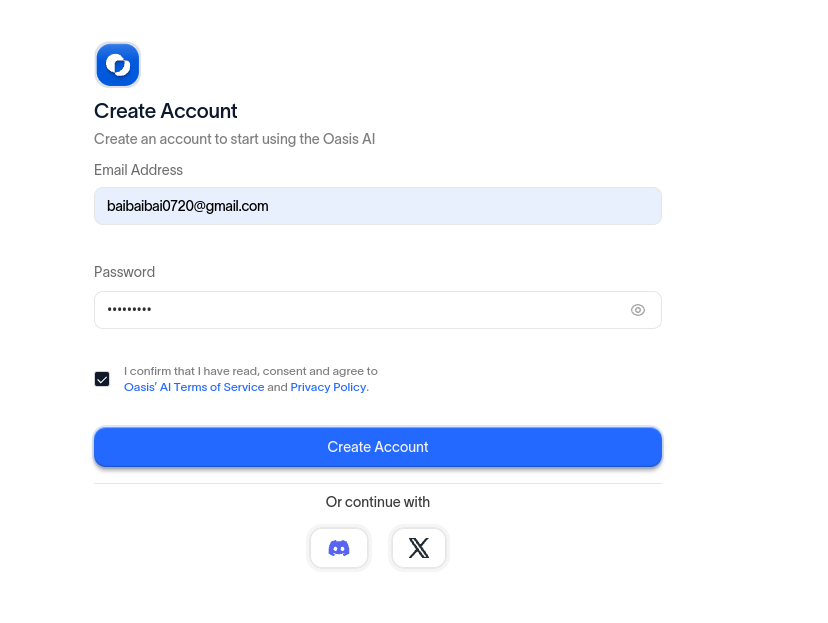 Create Account
Create an account to start using the Oasis AI
Email Address
baibaibai0720@gmail.com
Password
•••••••••
I confirm that I have read, consent and agree to
Oasis' AI Terms of Service and Privacy Policy.
Create Account
Or continue with